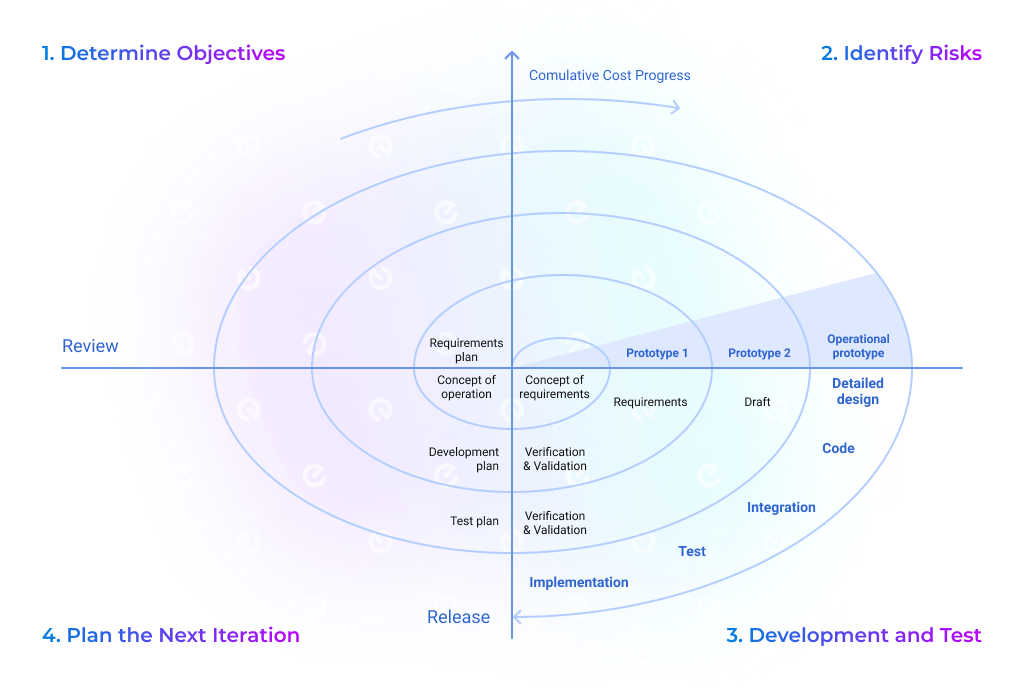 1. Determine Objectives
2. Identify Risks
Comulative Cost Progress
Review
Requirements
plan
Prototype 1
Prototype 2
Operational
prototype
Concept of
operation
Concept of
requirements
Requirements
Draft
Detailed
design
Development
plan
Verification
& Validation
Code
Test plan
Verification
& Validation
Integration
Test
Implementation
Release
4. Plan the Next Iteration
3. Development and Test